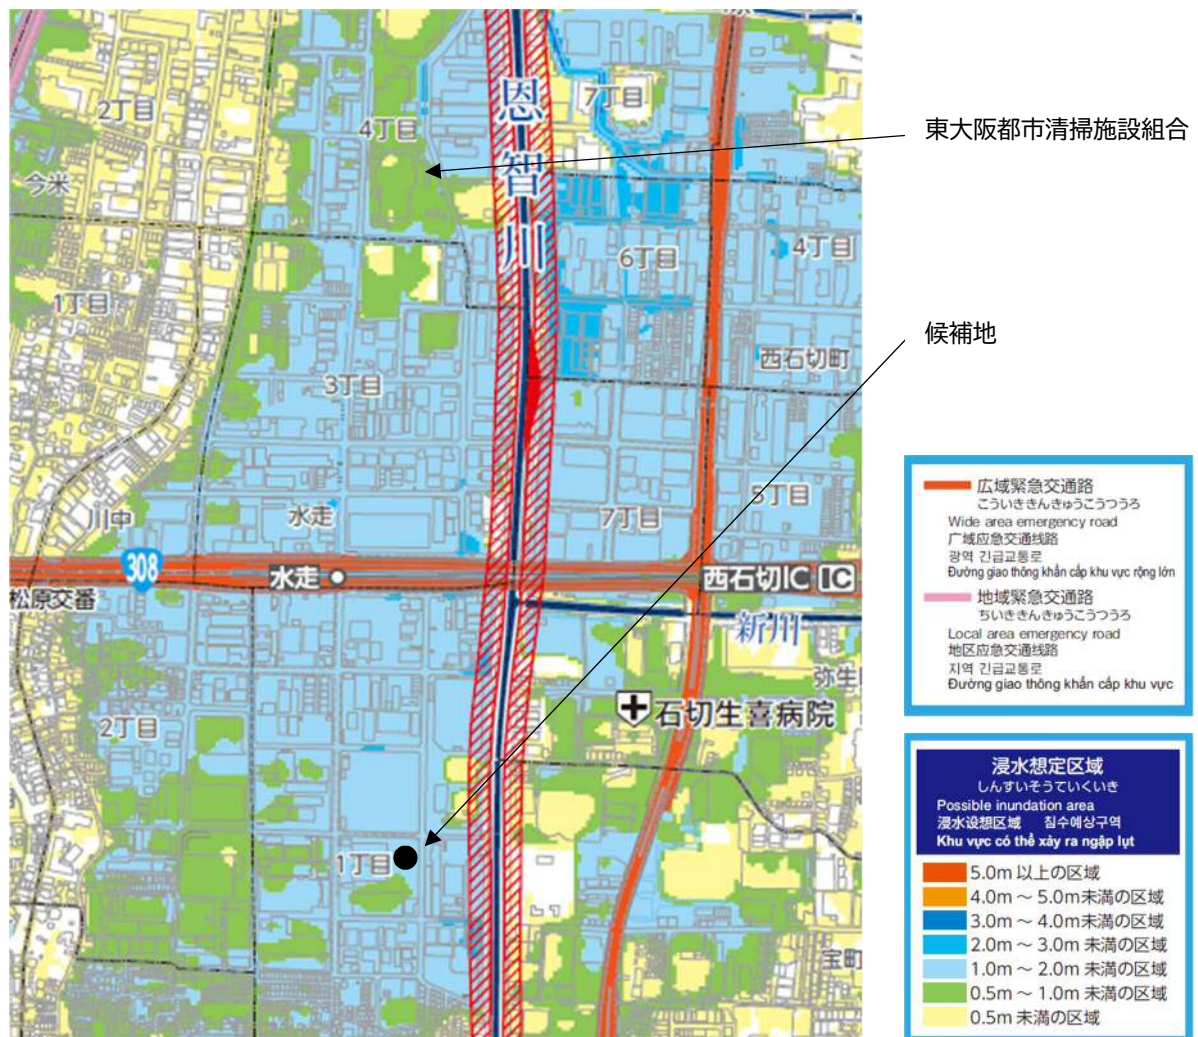 2丁目
4丁目
7丁目
今米
恩智川
東大阪都市清掃施設組合
6丁目
4丁目
1丁目
候補地
西石切町
3丁目
5丁目
川中
水走
7丁目
308
水走
西石切IC IC
松原交番
新川
弥生
石切生喜病院
2丁目
1丁目
宝町
広域緊急交通路
こういききんきゅうこうつうろ
Wide area emergency road
广域应急交通线路
광역 긴급교통로
Đường giao thông khẩn cấp khu vực rộng lớn
地域緊急交通路
ちいききんきゅうこうつうろ
Local area emergency road
地区应急交通线路
지역 긴급교통로
Đường giao thông khẩn cấp khu vực
浸水想定区域
しんすいそうていくいき
Possible inundation area
浸水设想区域 침수예상구역
Khu vực có thể xảy ra ngập lụt
5.0m 以上の区域
4.0m ～ 5.0m未満の区域
3.0m ～ 4.0m未満の区域
2.0m ～ 3.0m 未満の区域
1.0m ～ 2.0m 未満の区域
0.5m ～ 1.0m 未満の区域
0.5m 未満の区域